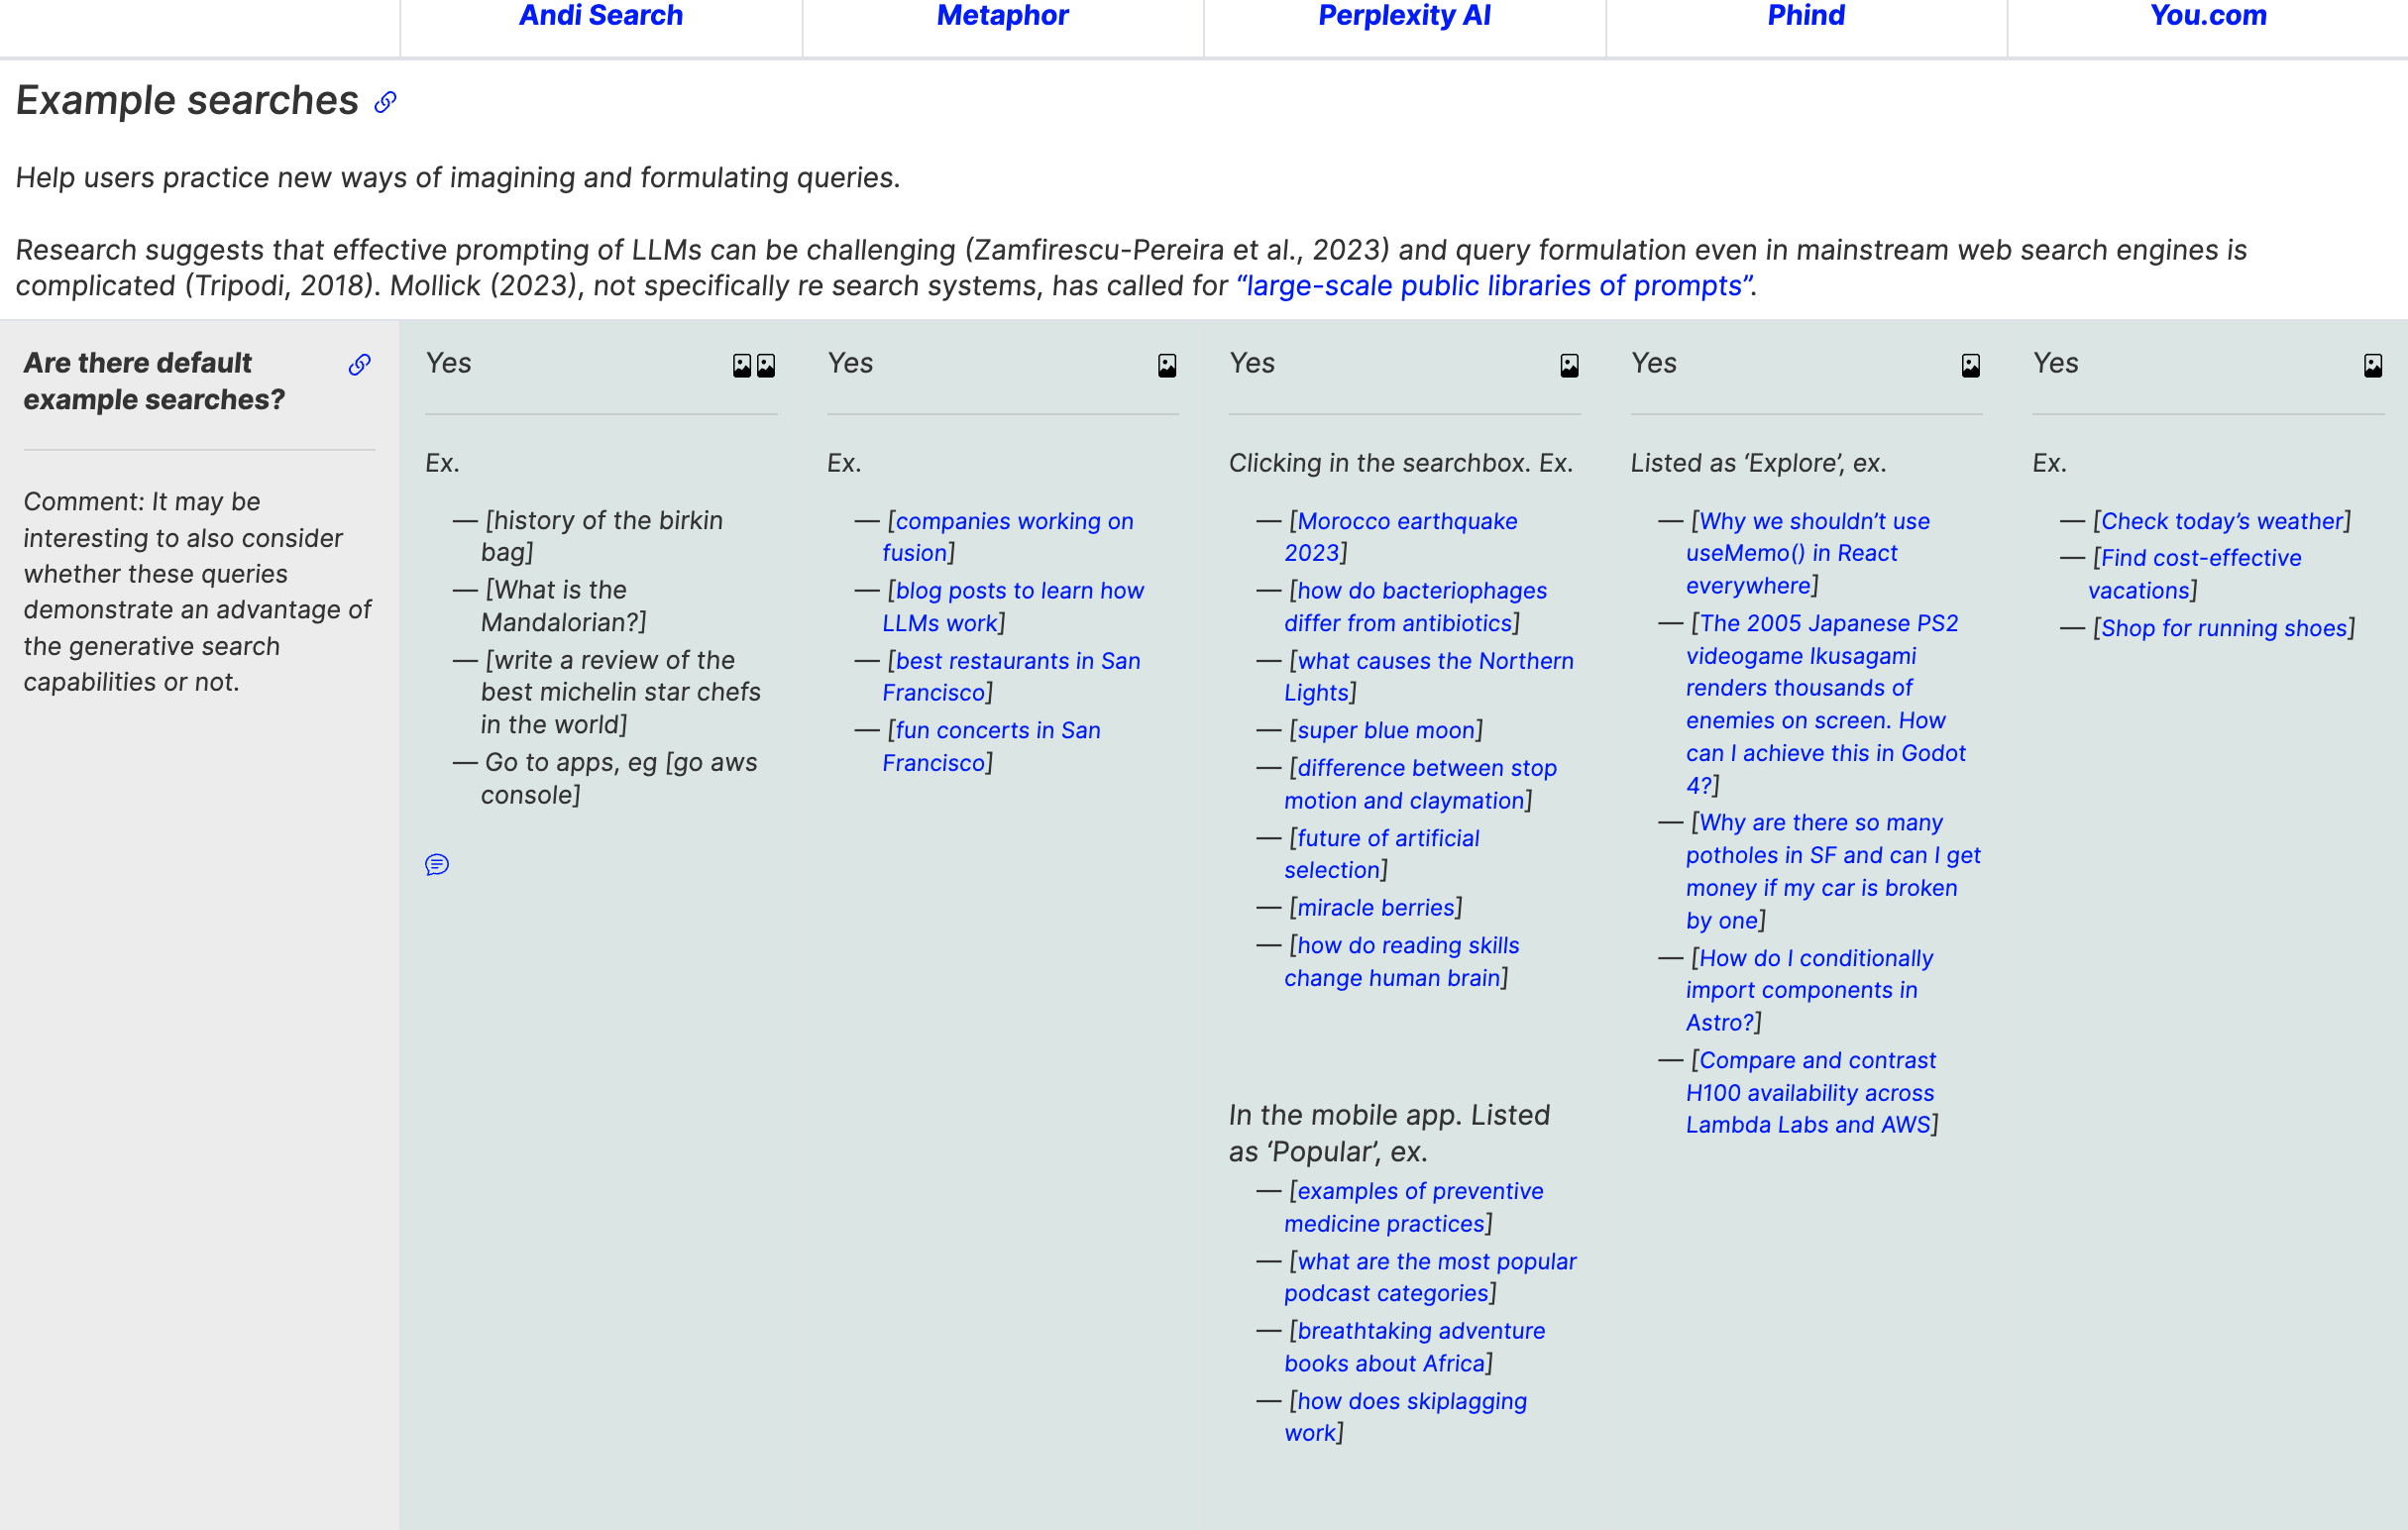 Andi Search
Metaphor
Perplexity AI
Phind
You.com
Example searches
Help users practice new ways of imagining and formulating queries.
Research suggests that effective prompting of LLMs can be challenging (Zamfirescu-Pereira et al., 2023) and query formulation even in mainstream web search engines is
complicated (Tripodi, 2018). Mollick (2023), not specifically re search systems, has called for “large-scale public libraries of prompts”.
Are there default
example searches?
Comment: It may be
interesting to also consider
whether these queries
demonstrate an advantage of
the generative search
capabilities or not.
Yes
Ex.
— [history of the birkin
bag]
— [What is the
Mandalorian?]
— [write a review of the
best michelin star chefs
in the world]
— Go to apps, eg [go aws
console]
Yes
Ex.
— [companies working on
fusion]
— [blog posts to learn how
LLMs work]
— [best restaurants in San
Francisco]
— [fun concerts in San
Francisco]
Yes
Clicking in the searchbox. Ex.
— [Morocco earthquake
2023]
— [how do bacteriophages
differ from antibiotics]
— [what causes the Northern
Lights]
— [super blue moon]
— [difference between stop
motion and claymation]
— [future of artificial
selection]
— [miracle berries]
— [how do reading skills
change human brain]
In the mobile app. Listed
as ‘Popular’, ex.
— [examples of preventive
medicine practices]
— [what are the most popular
podcast categories]
— [breathtaking adventure
books about Africa]
— [how does skiplagging
work]
Yes
Listed as ‘Explore’, ex.
— [Why we shouldn’t use
useMemo() in React
everywhere]
— [The 2005 Japanese PS2
videogame Ikusagami
renders thousands of
enemies on screen. How
can I achieve this in Godot
4?]
— [Why are there so many
potholes in SF and can I get
money if my car is broken
by one]
— [How do I conditionally
import components in
Astro?]
— [Compare and contrast
H100 availability across
Lambda Labs and AWS]
Yes
Ex.
— [Check today’s weather]
— [Find cost-effective
vacations]
— [Shop for running shoes]